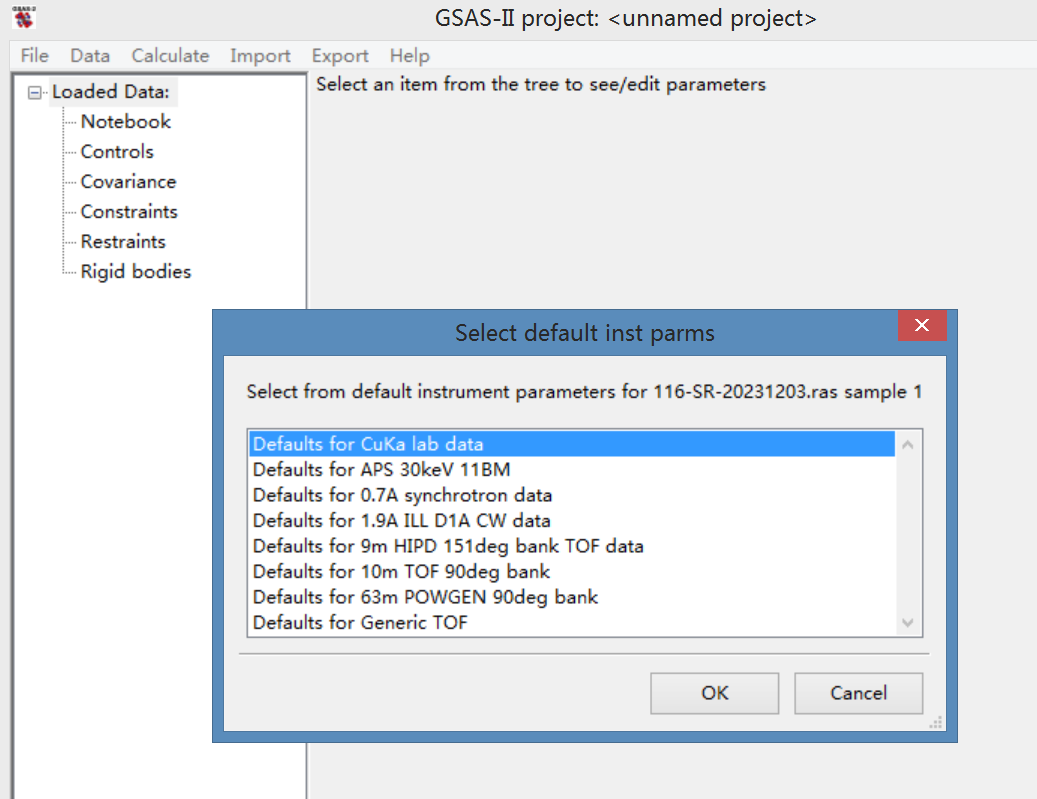 GSAS-2
GSAS-II project: <unnamed project>
File Data Calculate Import Export Help
Loaded Data:
Notebook
Controls
Covariance
Constraints
Restraints
Rigid bodies
Select an item from the tree to see/edit parameters
Select default inst parms
Select from default instrument parameters for 116-SR-20231203.ras sample 1
Defaults for CuKa lab data
Defaults for APS 30keV 11BM
Defaults for 0.7A synchrotron data
Defaults for 1.9A ILL D1A CW data
Defaults for 9m HIPD 151deg bank TOF data
Defaults for 10m TOF 90deg bank
Defaults for 63m POWGEN 90deg bank
Defaults for Generic TOF
OK Cancel